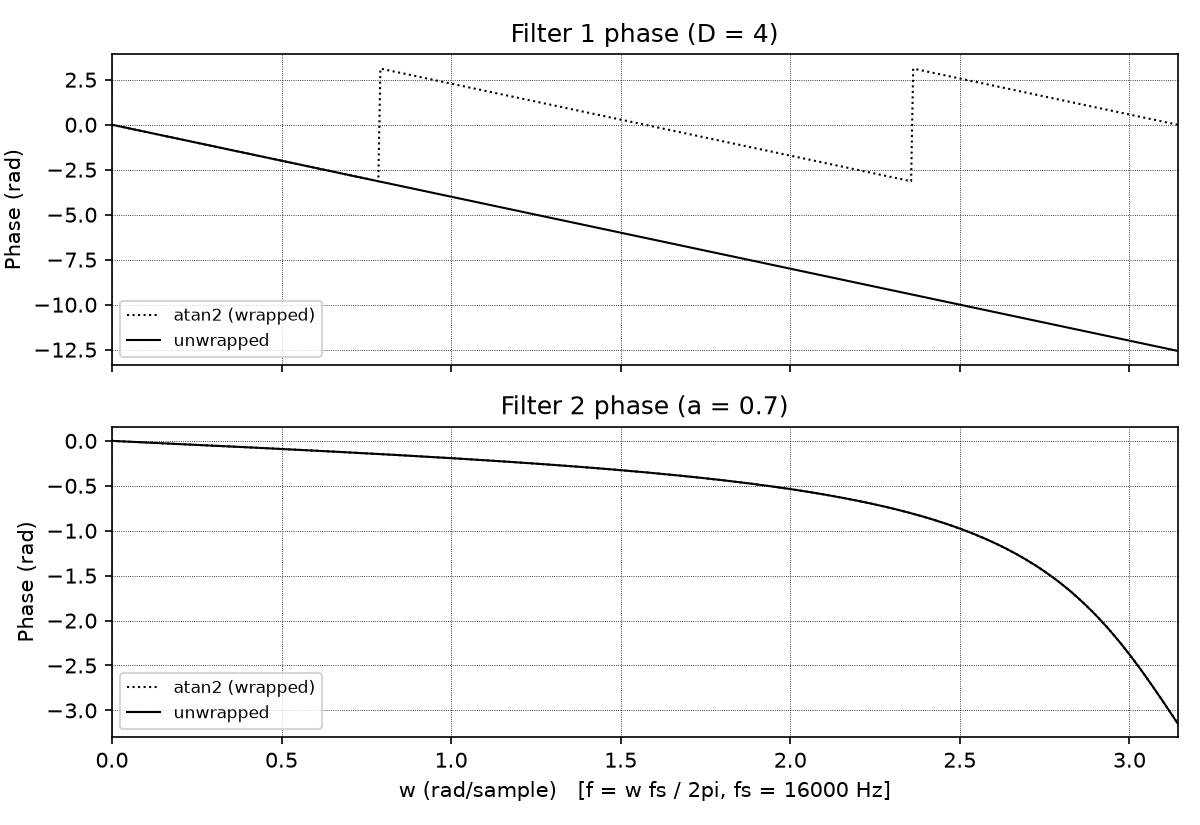 Filter 1 phase (D = 4)
Phase (rad)
2.5
0.0
−2.5
−5.0
−7.5
−10.0
−12.5
atan2 (wrapped)
unwrapped
Filter 2 phase (a = 0.7)
Phase (rad)
0.0
−0.5
−1.0
−1.5
−2.0
−2.5
−3.0
atan2 (wrapped)
unwrapped
0.0 0.5 1.0 1.5 2.0 2.5 3.0
w (rad/sample)   [f = w fs / 2pi, fs = 16000 Hz]